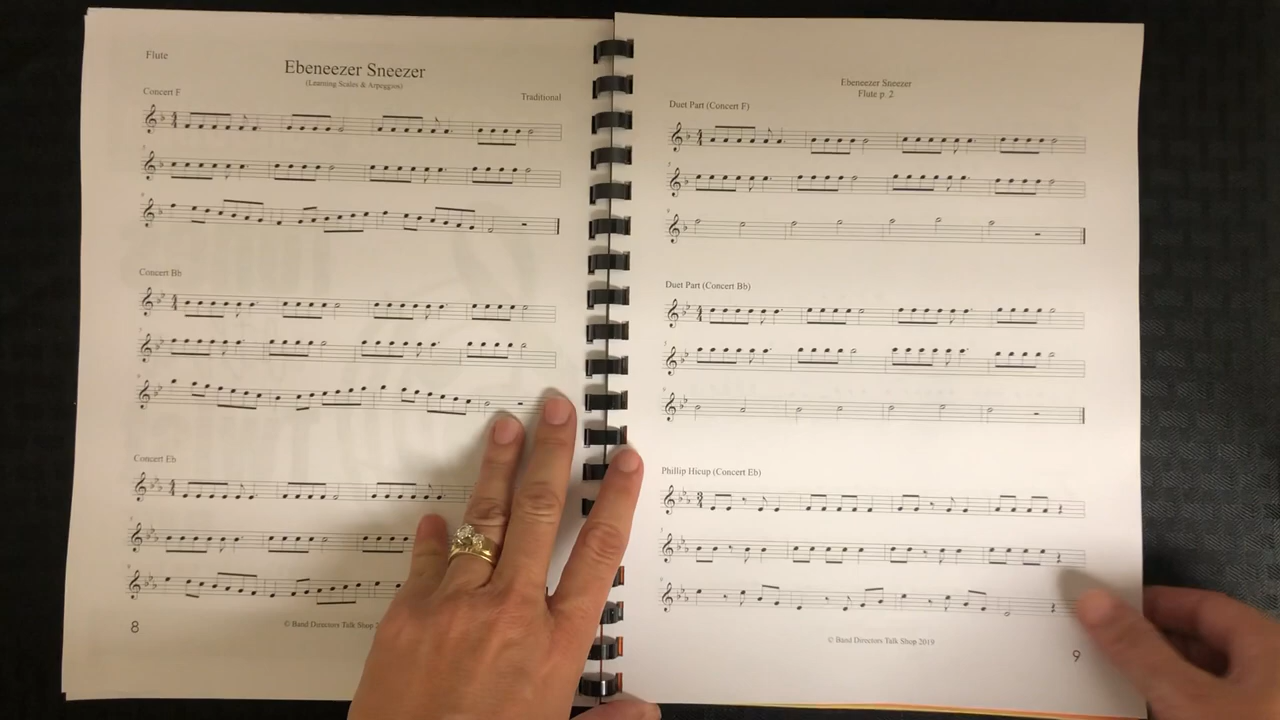 Flute
Ebeneezer Sneezer
(Learning Scales & Arpeggios)
Traditional
Concert F
Concert Bb
Concert Eb
© Band Directors Talk Shop
8
Ebeneezer Sneezer
Flute p. 2
Duet Part (Concert F)
Duet Part (Concert Bb)
Phillip Hicup (Concert Eb)
© Band Directors Talk Shop 2019
9